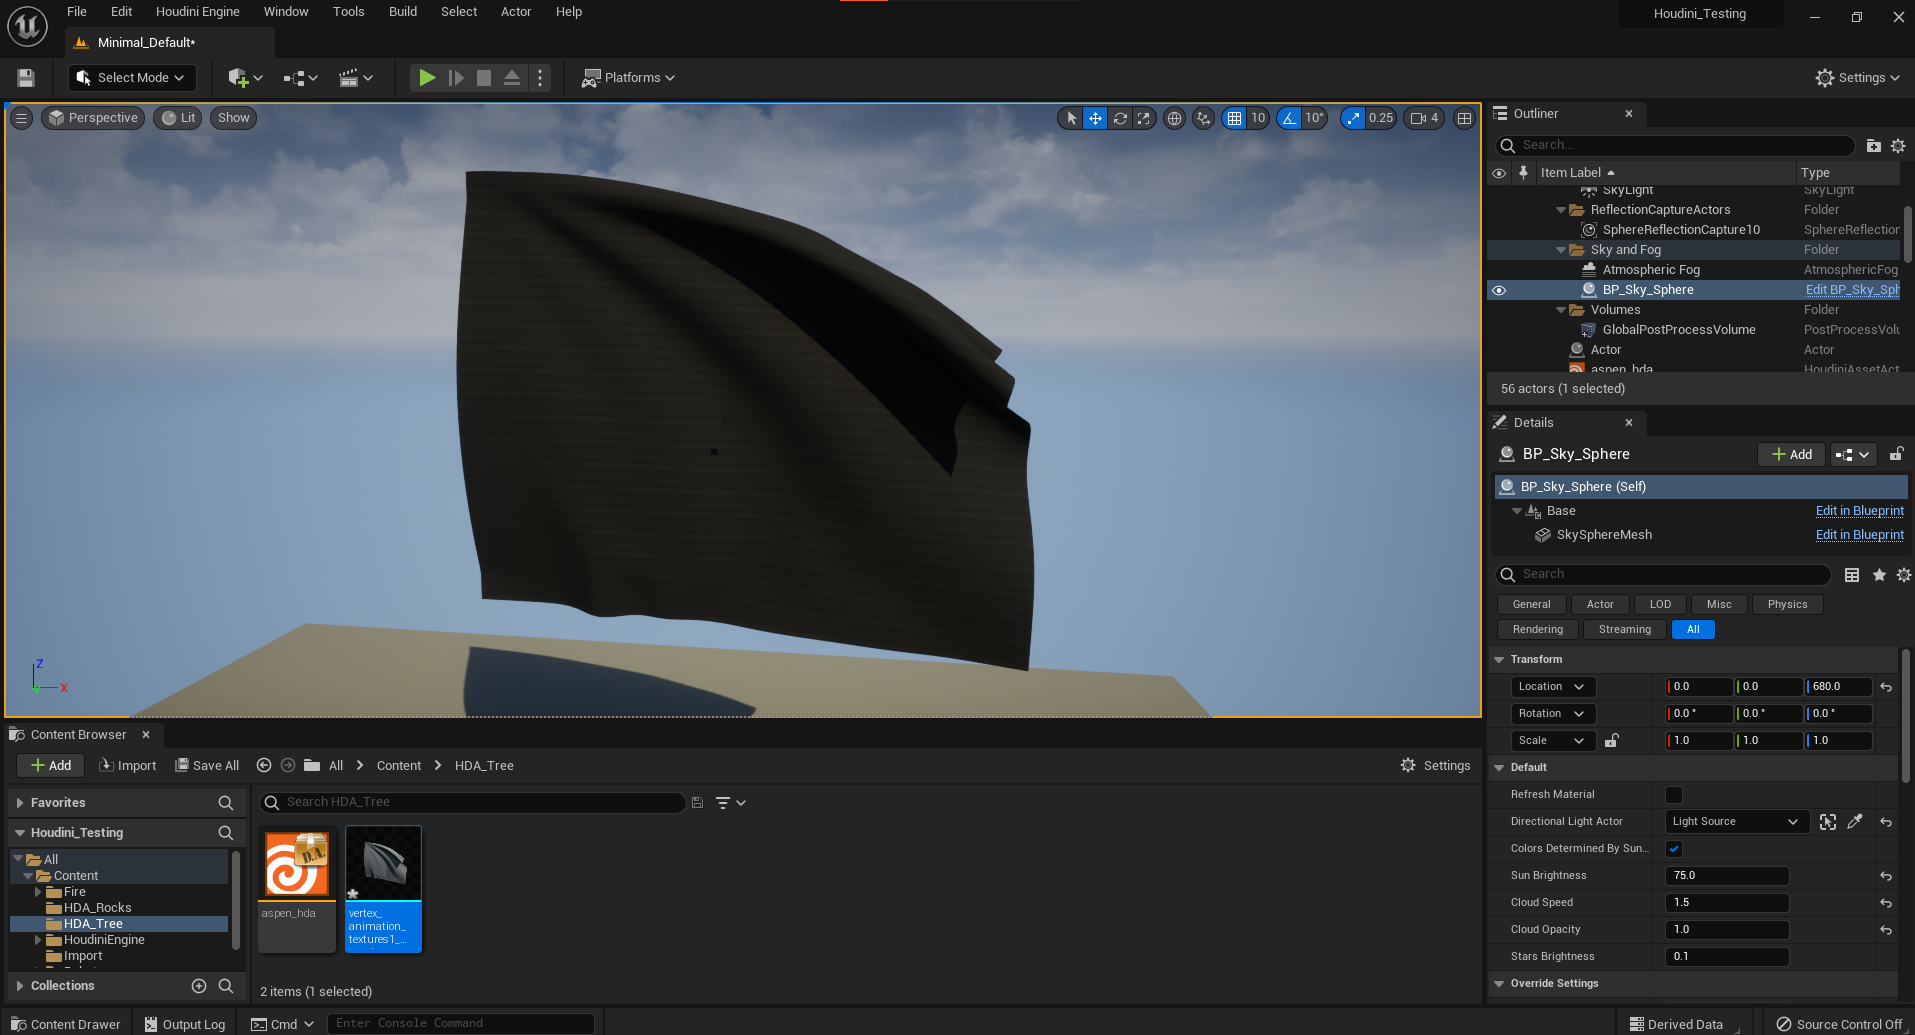 File Edit Houdini Engine Window Tools Build Select Actor Help
Houdini_Testing
Minimal_Default*
Select Mode
Platforms
Settings
Perspective Lit Show
10 10° 0.25 4
Z
X
Outliner
Search...
Item Label Type
SkyLight SkyLight
ReflectionCaptureActors Folder
SphereReflectionCapture10 SphereReflection
Sky and Fog Folder
Atmospheric Fog AtmosphericFog
BP_Sky_Sphere Edit BP_Sky_Sph
Volumes Folder
GlobalPostProcessVolume PostProcessVolu
Actor Actor
aspen_hda HoudiniAssetAct
56 actors (1 selected)
Details
BP_Sky_Sphere
Add
BP_Sky_Sphere (Self)
Base Edit in Blueprint
SkySphereMesh Edit in Blueprint
Search
General Actor LOD Misc Physics
Rendering Streaming All
Transform
Location 0.0 0.0 680.0
Rotation 0.0 ° 0.0 ° 0.0 °
Scale 1.0 1.0 1.0
Default
Refresh Material
Directional Light Actor Light Source
Colors Determined By Sun...
Sun Brightness 75.0
Cloud Speed 1.5
Cloud Opacity 1.0
Stars Brightness 0.1
Override Settings
Content Browser
Add Import Save All All Content HDA_Tree Settings
Favorites
Search HDA_Tree
Houdini_Testing
All
Content
Fire
HDA_Rocks
HDA_Tree
HoudiniEngine
Import
Collections
D.A.
aspen_hda
vertex_
animation_
textures1_...
2 items (1 selected)
Content Drawer Output Log Cmd Enter Console Command Derived Data Source Control Off